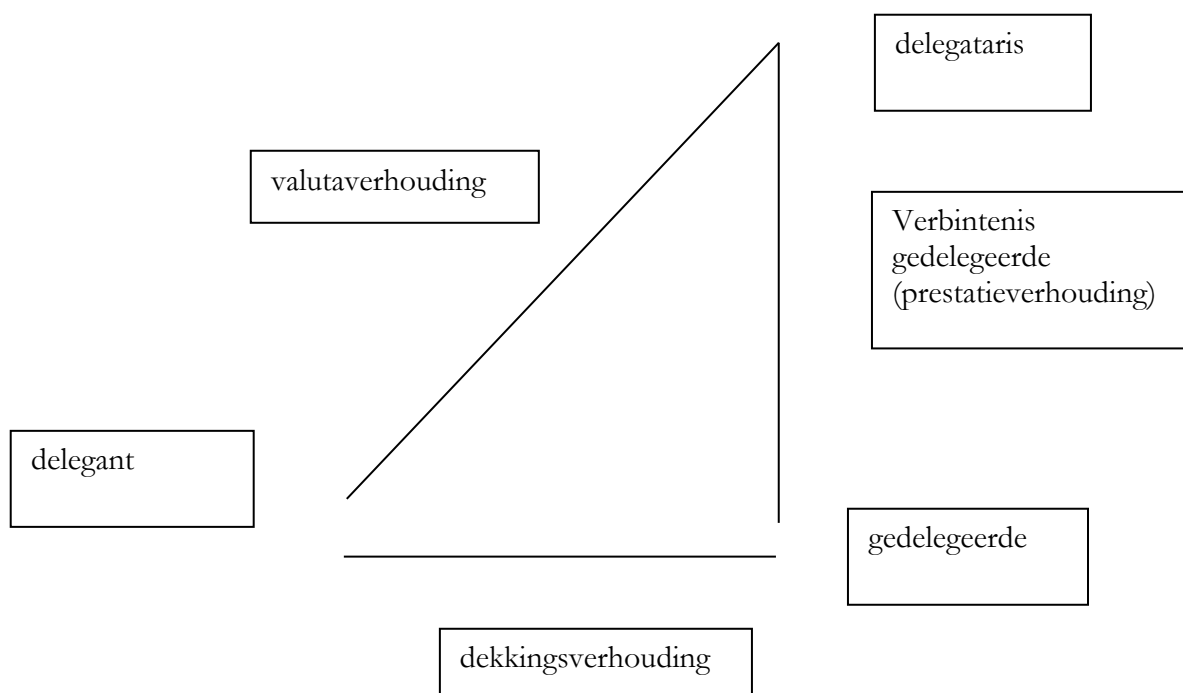 delegataris
valutaverhouding
Verbintenis
gedelegeerde
(prestatieverhouding)
delegant
gedelegeerde
dekkingsverhouding